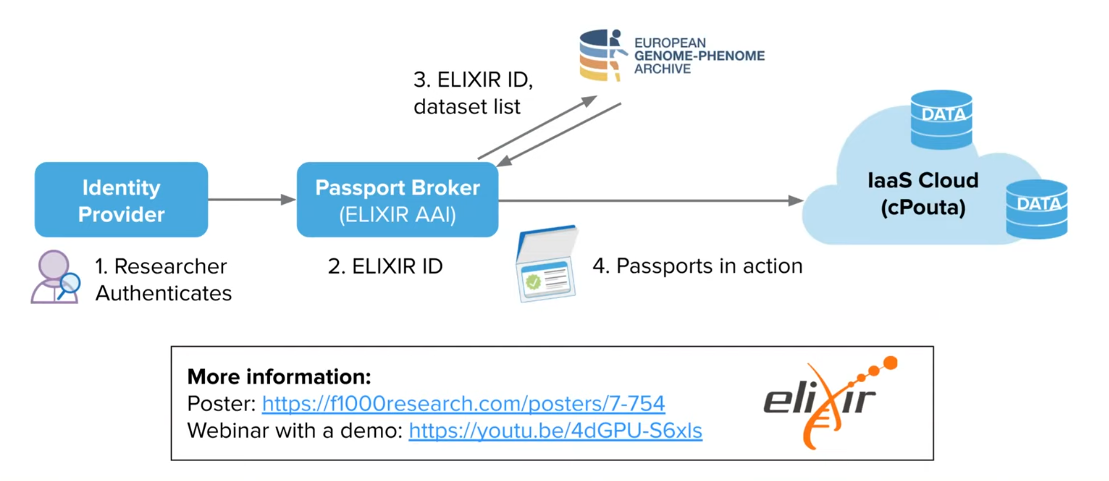 EUROPEAN
GENOME-PHENOME
ARCHIVE
3. ELIXIR ID,
dataset list
DATA
Identity
Provider
Passport Broker
(ELIXIR AAI)
IaaS Cloud
(cPouta)
DATA
1. Researcher
Authenticates
2. ELIXIR ID
4. Passports in action
More information:
Poster: https://f1000research.com/posters/7-754
Webinar with a demo: https://youtu.be/4dGPU-S6xls
elixir